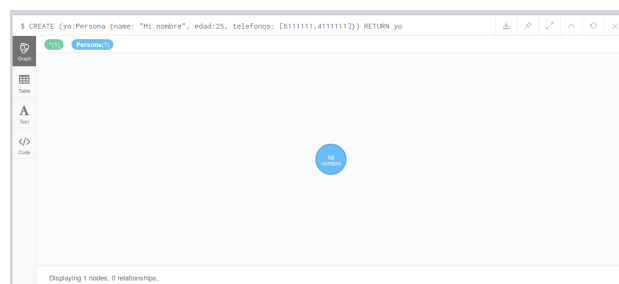 $ CREATE (yo:Persona {name: "Mi nombre", edad:25, telefonos: [5111111,4111111]}) RETURN yo
*(1) Persona(1)
Graph
Table
A
Text
</>
Code
Mi
nombre
Displaying 1 nodes, 0 relationships.